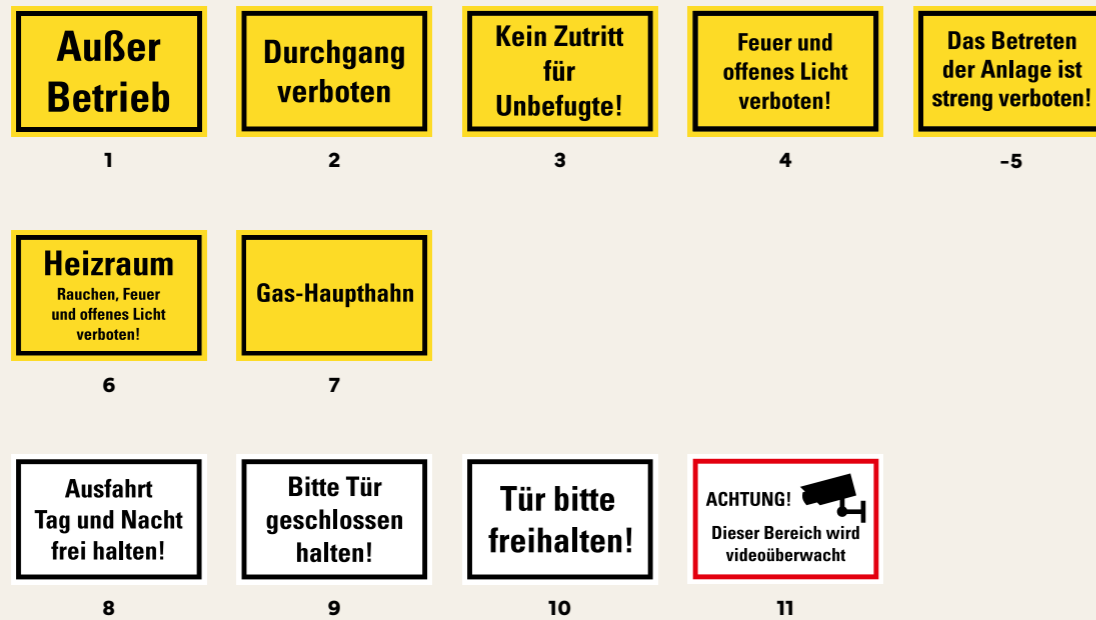 Außer
Betrieb
1
Durchgang
verboten
2
Kein Zutritt
für
Unbefugte!
3
Feuer und
offenes Licht
verboten!
4
Das Betreten
der Anlage ist
streng verboten!
-5
Heizraum
Rauchen, Feuer
und offenes Licht
verboten!
6
Gas-Haupthahn
7
Ausfahrt
Tag und Nacht
frei halten!
8
Bitte Tür
geschlossen
halten!
9
Tür bitte
freihalten!
10
ACHTUNG!
Dieser Bereich wird
videoüberwacht
11